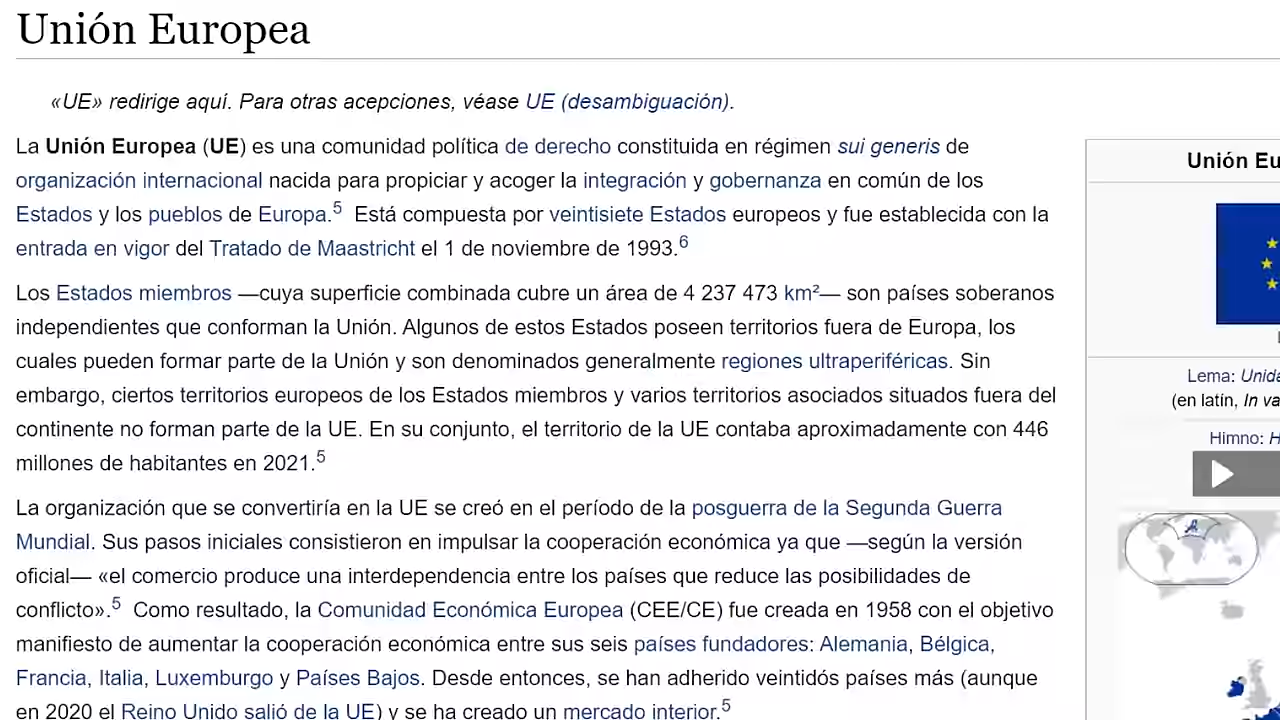 Unión Europea
«UE» redirige aquí. Para otras acepciones, véase UE (desambiguación).
La Unión Europea (UE) es una comunidad política de derecho constituida en régimen sui generis de
organización internacional nacida para propiciar y acoger la integración y gobernanza en común de los
Estados y los pueblos de Europa.5 Está compuesta por veintisiete Estados europeos y fue establecida con la
entrada en vigor del Tratado de Maastricht el 1 de noviembre de 1993.6
Los Estados miembros —cuya superficie combinada cubre un área de 4 237 473 km²— son países soberanos
independientes que conforman la Unión. Algunos de estos Estados poseen territorios fuera de Europa, los
cuales pueden formar parte de la Unión y son denominados generalmente regiones ultraperiféricas. Sin
embargo, ciertos territorios europeos de los Estados miembros y varios territorios asociados situados fuera del
continente no forman parte de la UE. En su conjunto, el territorio de la UE contaba aproximadamente con 446
millones de habitantes en 2021.5
La organización que se convertiría en la UE se creó en el período de la posguerra de la Segunda Guerra
Mundial. Sus pasos iniciales consistieron en impulsar la cooperación económica ya que —según la versión
oficial— «el comercio produce una interdependencia entre los países que reduce las posibilidades de
conflicto».5 Como resultado, la Comunidad Económica Europea (CEE/CE) fue creada en 1958 con el objetivo
manifiesto de aumentar la cooperación económica entre sus seis países fundadores: Alemania, Bélgica,
Francia, Italia, Luxemburgo y Países Bajos. Desde entonces, se han adherido veintidós países más (aunque
en 2020 el Reino Unido salió de la UE) y se ha creado un mercado interior.5
Unión Eu
Lema: Unida
(en latín, In va
Himno: H